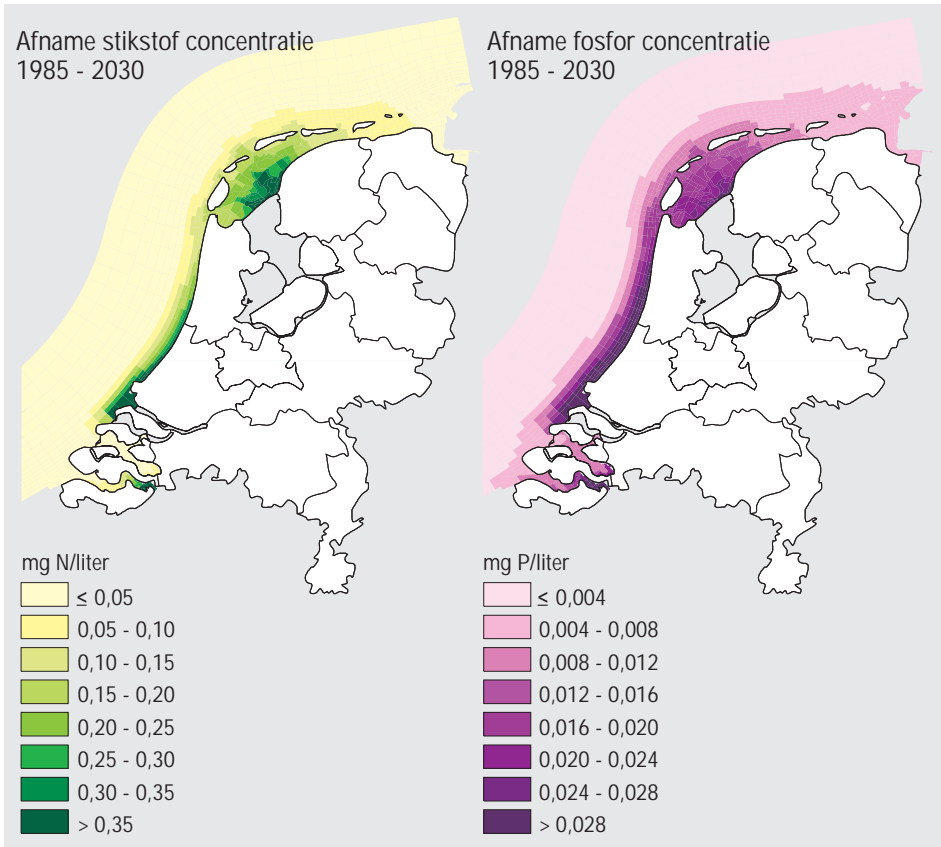 Afname stikstof concentratie
1985 - 2030
mg N/liter
≤ 0,05
0,05 - 0,10
0,10 - 0,15
0,15 - 0,20
0,20 - 0,25
0,25 - 0,30
0,30 - 0,35
> 0,35
Afname fosfor concentratie
1985 - 2030
mg P/liter
≤ 0,004
0,004 - 0,008
0,008 - 0,012
0,012 - 0,016
0,016 - 0,020
0,020 - 0,024
0,024 - 0,028
> 0,028